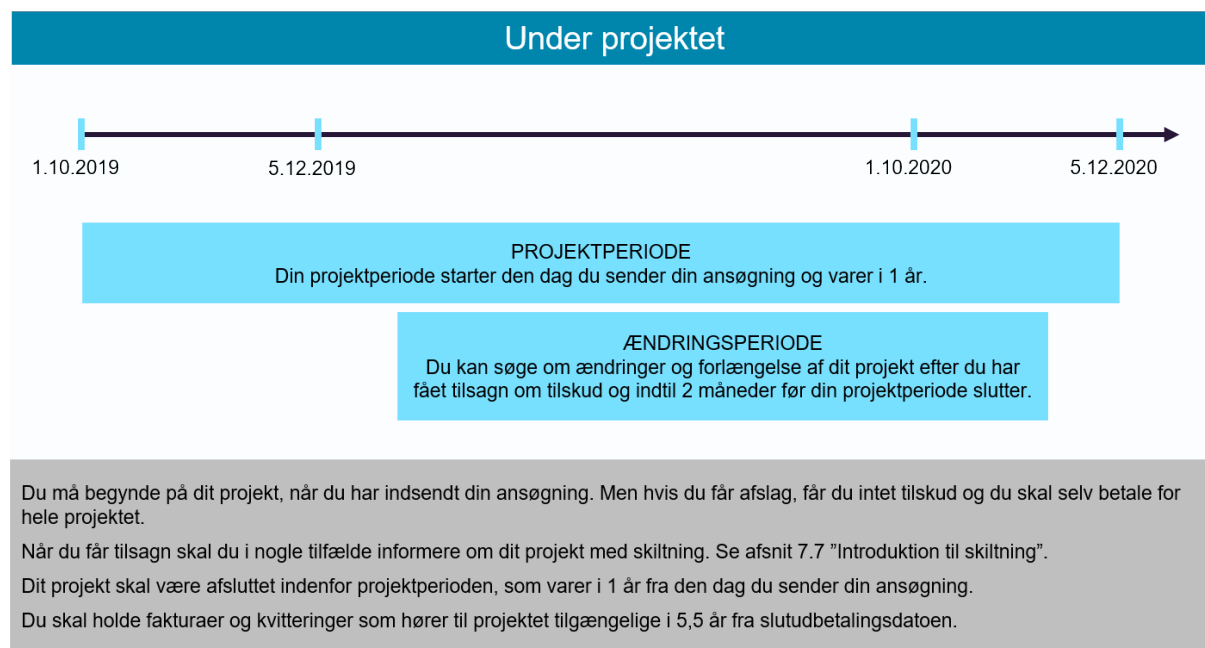 Under projektet
1.10.2019
5.12.2019
1.10.2020
5.12.2020
PROJEKTPERIODE
Din projektperiode starter den dag du sender din ansøgning og varer i 1 år.
ÆNDRINGSPERIODE
Du kan søge om ændringer og forlængelse af dit projekt efter du har
fået tilsagn om tilskud og indtil 2 måneder før din projektperiode slutter.
Du må begynde på dit projekt, når du har indsendt din ansøgning. Men hvis du får afslag, får du intet tilskud og du skal selv betale for
hele projektet.
Når du får tilsagn skal du i nogle tilfælde informere om dit projekt med skiltning. Se afsnit 7.7 ”Introduktion til skiltning”.
Dit projekt skal være afsluttet indenfor projektperioden, som varer i 1 år fra den dag du sender din ansøgning.
Du skal holde fakturaer og kvitteringer som hører til projektet tilgængelige i 5,5 år fra slutudbetalingsdatoen.